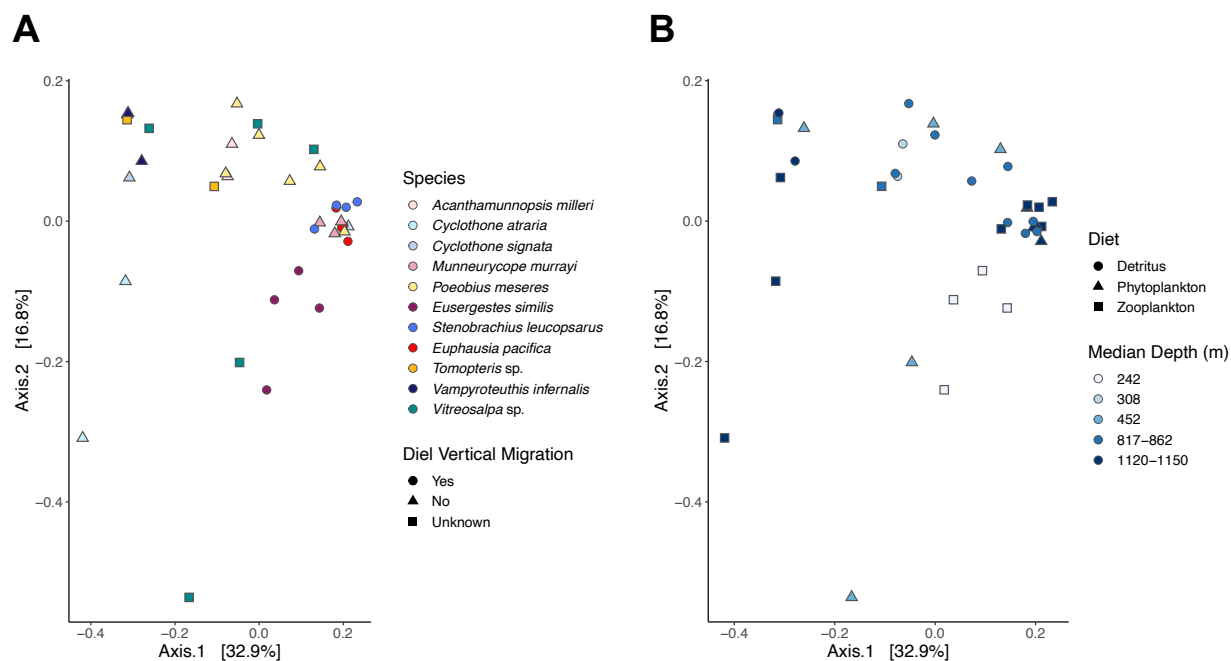 A
0.2
0.0
−0.2
−0.4
Axis.2 [16.8%]
−0.4
−0.2
0.0
0.2
Axis.1 [32.9%]
Species
Acanthamunnopsis milleri
Cyclothone atraria
Cyclothone signata
Munneurycope murrayi
Poeobius meseres
Eusergestes similis
Stenobrachius leucopsarus
Euphausia pacifica
Tomopteris sp.
Vampyroteuthis infernalis
Vitreosalpa sp.
Diel Vertical Migration
Yes
No
Unknown
B
0.2
0.0
−0.2
−0.4
Axis.2 [16.8%]
−0.4
−0.2
0.0
0.2
Axis.1 [32.9%]
Diet
Detritus
Phytoplankton
Zooplankton
Median Depth (m)
242
308
452
817−862
1120−1150